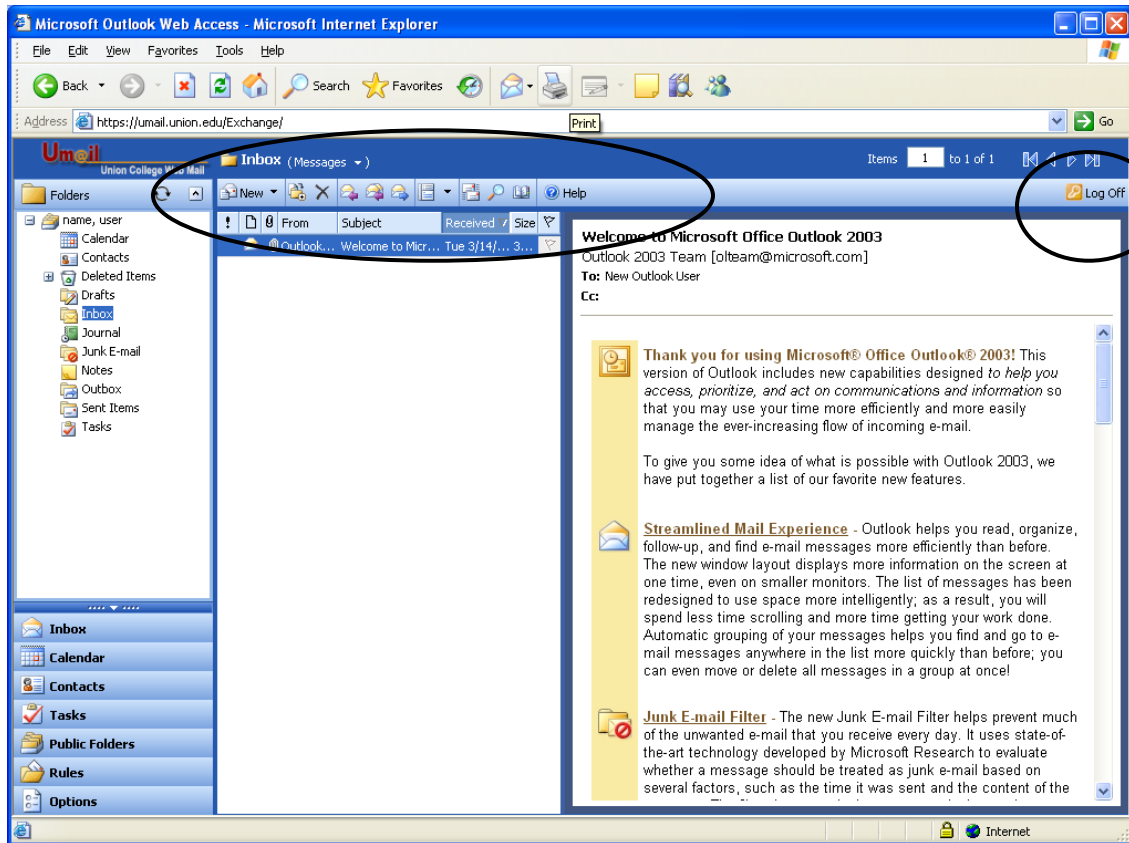 Microsoft Outlook Web Access - Microsoft Internet Explorer
File Edit View Favorites Tools Help
Back Search Favorites
Address https://umail.union.edu/Exchange/ Go
Print
Um@il
Union College Web Mail
Inbox (Messages)
Items 1 to 1 of 1
Folders
New
Help
Log Off
name, user
Calendar
Contacts
Deleted Items
Drafts
Inbox
Journal
Junk E-mail
Notes
Outbox
Sent Items
Tasks
! From Subject Received Size
Outlook... Welcome to Micr... Tue 3/14/... 3...
Welcome to Microsoft Office Outlook 2003
Outlook 2003 Team [olteam@microsoft.com]
To: New Outlook User
Cc:
Thank you for using Microsoft® Office Outlook® 2003! This
version of Outlook includes new capabilities designed to help you
access, prioritize, and act on communications and information so
that you may use your time more efficiently and more easily
manage the ever-increasing flow of incoming e-mail.
To give you some idea of what is possible with Outlook 2003, we
have put together a list of our favorite new features.
Streamlined Mail Experience - Outlook helps you read, organize,
follow-up, and find e-mail messages more efficiently than before.
The new window layout displays more information on the screen at
one time, even on smaller monitors. The list of messages has been
redesigned to use space more intelligently; as a result, you will
spend less time scrolling and more time getting your work done.
Automatic grouping of your messages helps you find and go to e-
mail messages anywhere in the list more quickly than before; you
can even move or delete all messages in a group at once!
Junk E-mail Filter - The new Junk E-mail Filter helps prevent much
of the unwanted e-mail that you receive every day. It uses state-of-
the-art technology developed by Microsoft Research to evaluate
whether a message should be treated as junk e-mail based on
several factors, such as the time it was sent and the content of the
Inbox
Calendar
Contacts
Tasks
Public Folders
Rules
Options
Internet